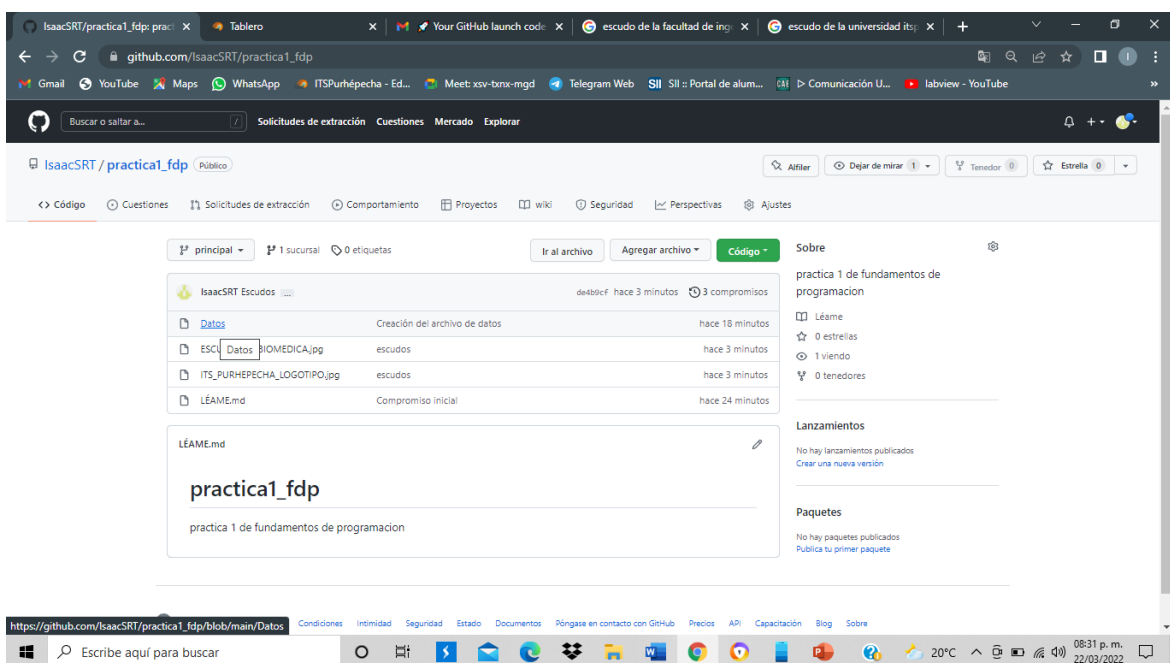 IsaacSRT/practica1_fdp: pract
Tablero
Your GitHub launch code
escudo de la facultad de inge
escudo de la universidad itsp
github.com/IsaacSRT/practica1_fdp
Gmail YouTube Maps WhatsApp ITSPurhépecha - Ed... Meet: xsv-txnx-mgd Telegram Web SII SII :: Portal de alum... CAE ▷ Comunicación U... labview - YouTube »
Buscar o saltar a... / Solicitudes de extracción Cuestiones Mercado Explorar
IsaacSRT / practica1_fdp Público
Alfiler Dejar de mirar 1 Tenedor 0 Estrella 0
<> Código Cuestiones Solicitudes de extracción Comportamiento Proyectos wiki Seguridad Perspectivas Ajustes
principal 1 sucursal 0 etiquetas Ir al archivo Agregar archivo Código
IsaacSRT Escudos ... de4b9cf hace 3 minutos 3 compromisos
Datos Creación del archivo de datos hace 18 minutos
ESCU Datos BIOMEDICA.jpg escudos hace 3 minutos
ITS_PURHEPECHA_LOGOTIPO.jpg escudos hace 3 minutos
LÉAME.md Compromiso inicial hace 24 minutos
LÉAME.md
practica1_fdp
practica 1 de fundamentos de programacion
Sobre
practica 1 de fundamentos de
programacion
Léame
0 estrellas
1 viendo
0 tenedores
Lanzamientos
No hay lanzamientos publicados
Crear una nueva versión
Paquetes
No hay paquetes publicados
Publica tu primer paquete
https://github.com/IsaacSRT/practica1_fdp/blob/main/Datos
Condiciones Intimidad Seguridad Estado Documentos Póngase en contacto con GitHub Precios API Capacitación Blog Sobre
Escribe aquí para buscar
20°C
08:31 p. m.
22/03/2022